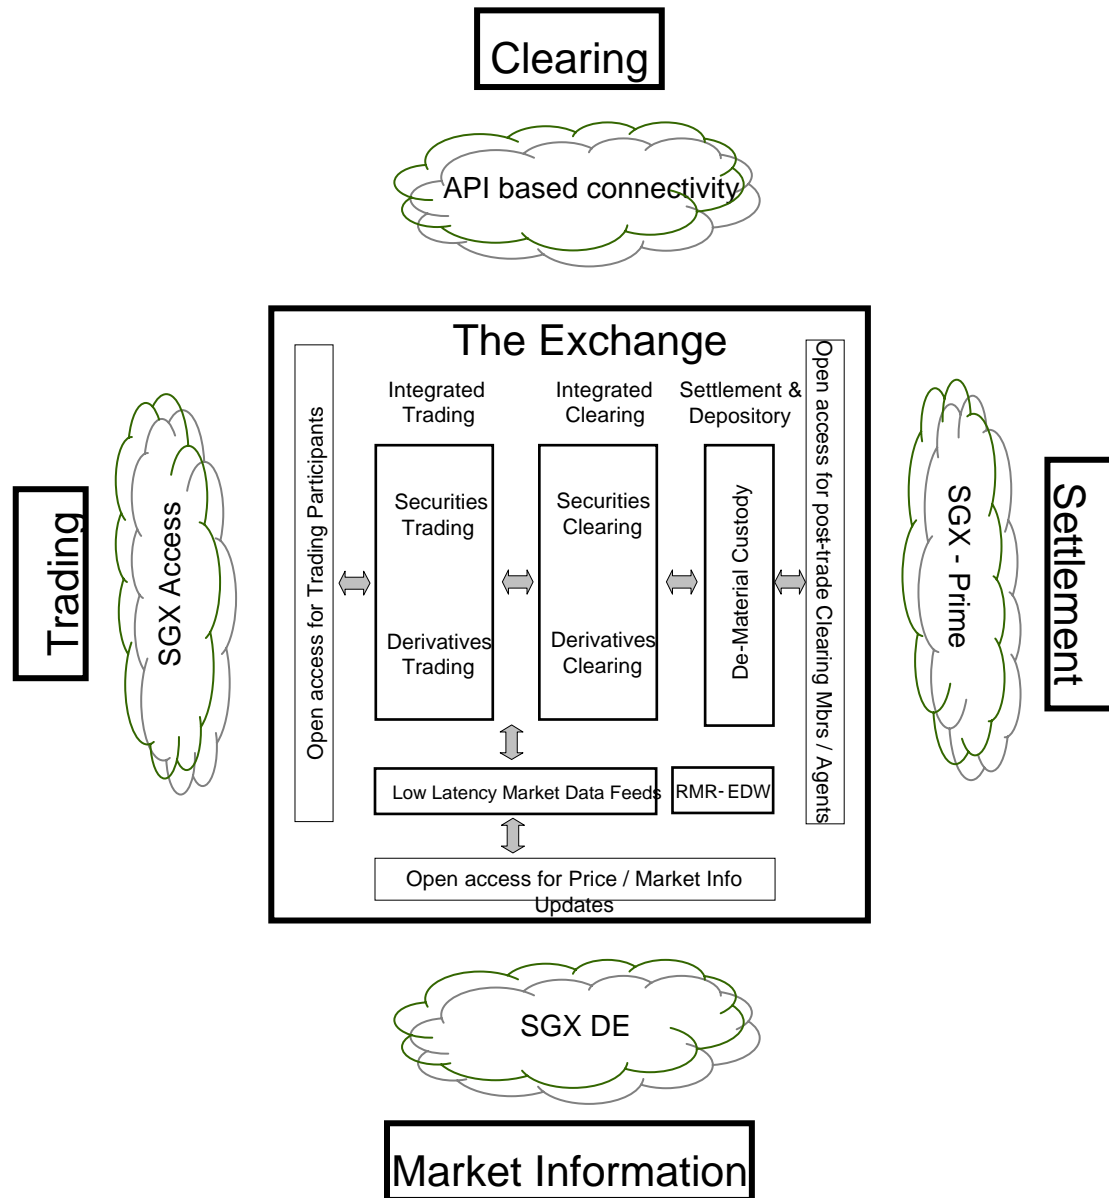 Clearing
API based connectivity
The Exchange
Integrated
Trading
Integrated
Clearing
Settlement &
Depository
Open access for Trading Participants
Securities
Trading
Derivatives
Trading
Securities
Clearing
Derivatives
Clearing
De-Material Custody
Open access for post-trade Clearing Mbrs / Agents
Trading
SGX Access
SGX - Prime
Settlement
Low Latency Market Data Feeds
RMR-EDW
Open access for Price / Market Info
Updates
SGX DE
Market Information